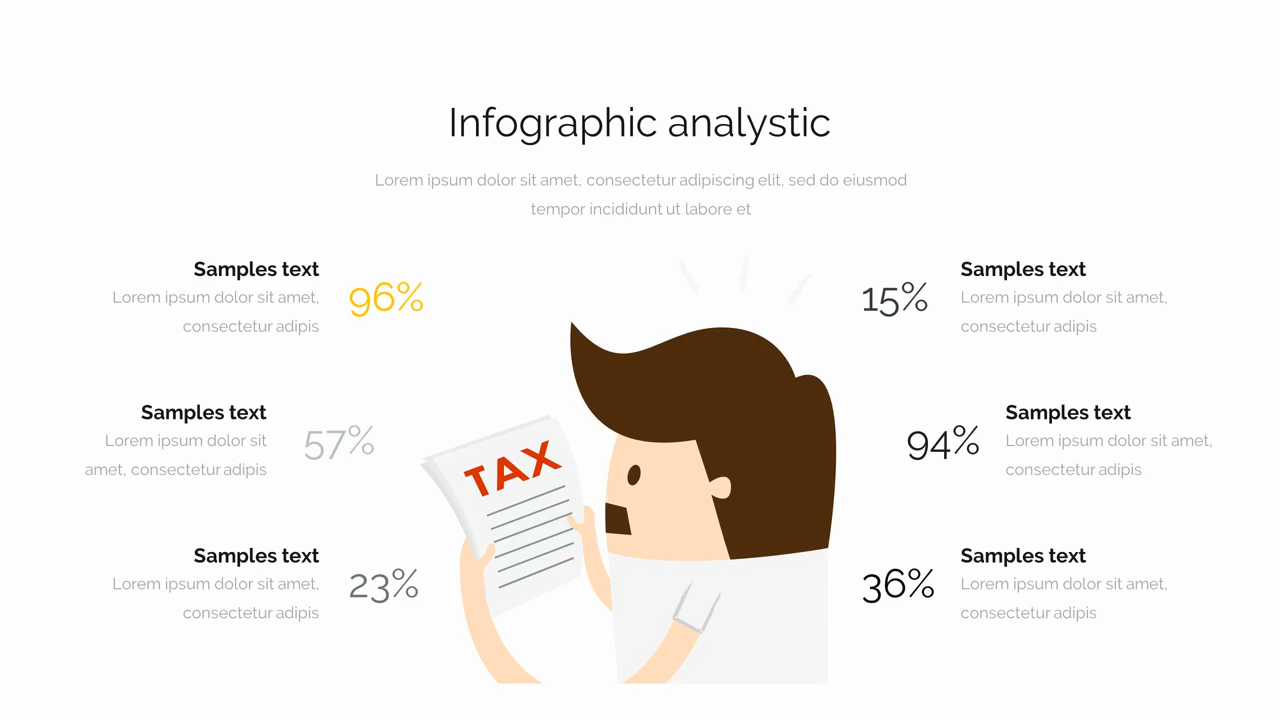 Infographic analystic
Lorem ipsum dolor sit amet, consectetur adipiscing elit, sed do eiusmod
tempor incididunt ut labore et
Samples text
Lorem ipsum dolor sit amet,
consectetur adipis
96%
Samples text
Lorem ipsum dolor sit
amet, consectetur adipis
57%
Samples text
Lorem ipsum dolor sit amet,
consectetur adipis
23%
TAX
15%
Samples text
Lorem ipsum dolor sit amet,
consectetur adipis
94%
Samples text
Lorem ipsum dolor sit amet,
consectetur adipis
36%
Samples text
Lorem ipsum dolor sit amet,
consectetur adipis